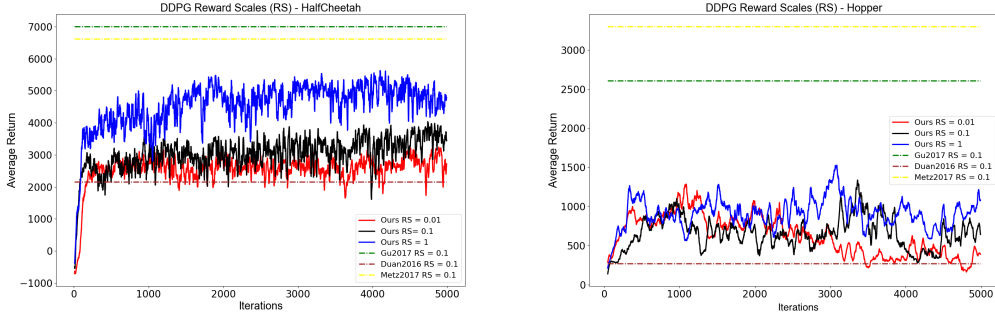 DDPG Reward Scales (RS) - HalfCheetah
7000
6000
5000
4000
3000
2000
1000
0
−1000
Average Return
0
1000
2000
3000
4000
5000
Iterations
Ours RS = 0.01
Ours RS= 0.1
Ours RS = 1
Gu2017 RS = 0.1
Duan2016 RS = 0.1
Metz2017 RS = 0.1
DDPG Reward Scales (RS) - Hopper
3000
2500
2000
1500
1000
500
0
Average Return
0
1000
2000
3000
4000
5000
Iterations
Ours RS = 0.01
Ours RS = 0.1
Ours RS = 1
Gu2017 RS = 0.1
Duan2016 RS = 0.1
Metz2017 RS = 0.1